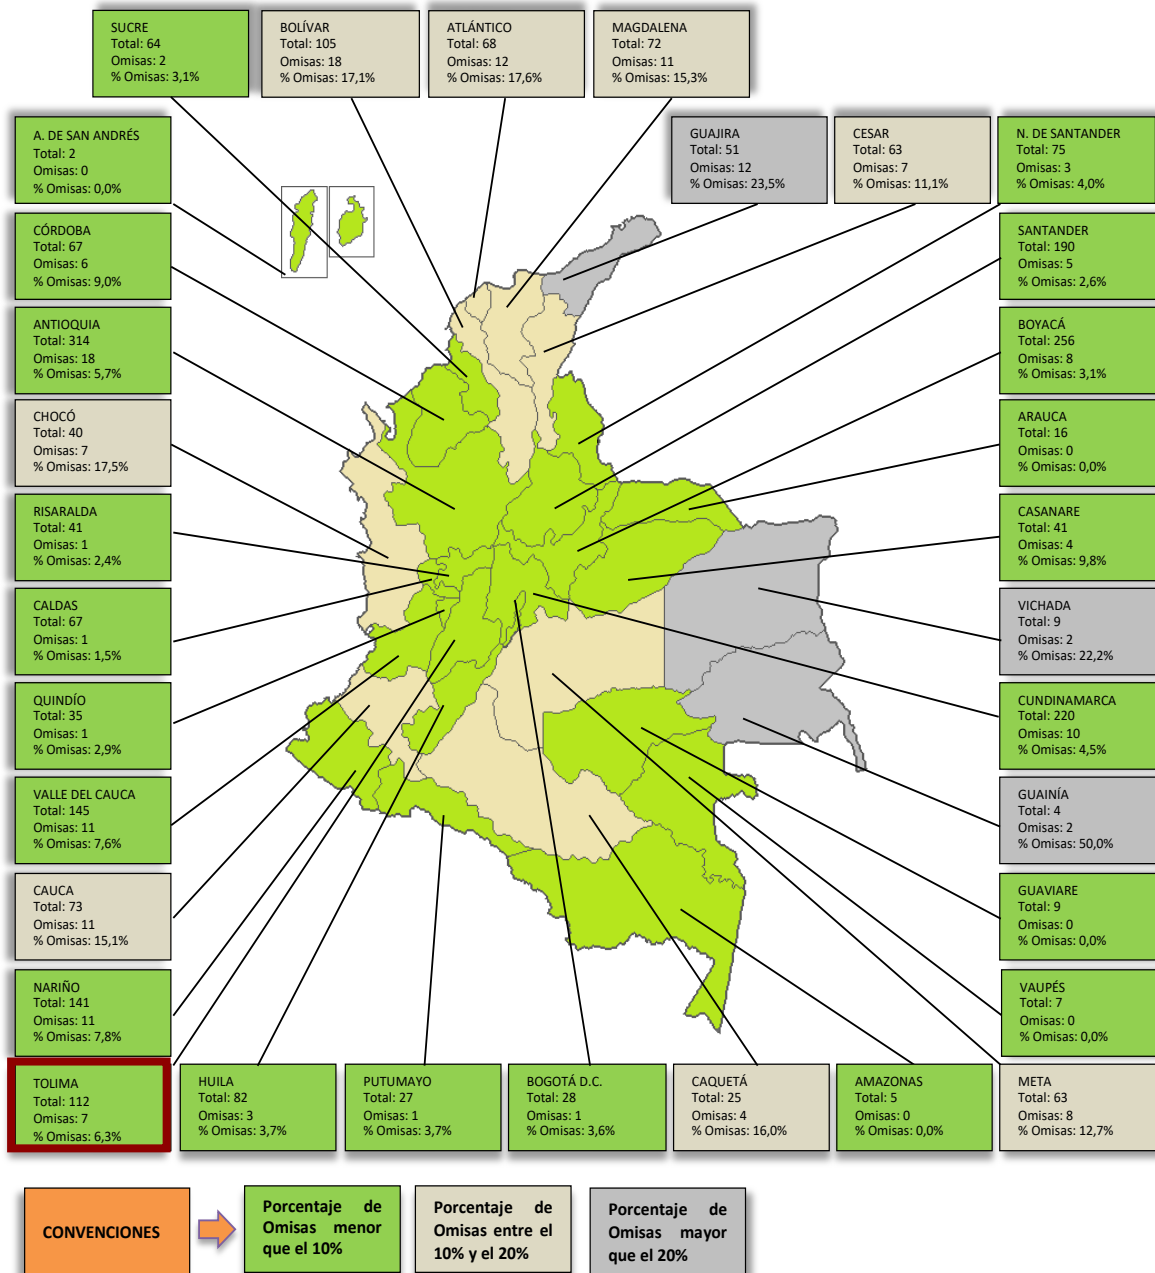 SUCRE
Total: 64
Omisas: 2
% Omisas: 3,1%
BOLÍVAR
Total: 105
Omisas: 18
% Omisas: 17,1%
ATLÁNTICO
Total: 68
Omisas: 12
% Omisas: 17,6%
MAGDALENA
Total: 72
Omisas: 11
% Omisas: 15,3%
A. DE SAN ANDRÉS
Total: 2
Omisas: 0
% Omisas: 0,0%
GUAJIRA
Total: 51
Omisas: 12
% Omisas: 23,5%
CESAR
Total: 63
Omisas: 7
% Omisas: 11,1%
N. DE SANTANDER
Total: 75
Omisas: 3
% Omisas: 4,0%
CÓRDOBA
Total: 67
Omisas: 6
% Omisas: 9,0%
SANTANDER
Total: 190
Omisas: 5
% Omisas: 2,6%
ANTIOQUIA
Total: 314
Omisas: 18
% Omisas: 5,7%
BOYACÁ
Total: 256
Omisas: 8
% Omisas: 3,1%
CHOCÓ
Total: 40
Omisas: 7
% Omisas: 17,5%
ARAUCA
Total: 16
Omisas: 0
% Omisas: 0,0%
RISARALDA
Total: 41
Omisas: 1
% Omisas: 2,4%
CASANARE
Total: 41
Omisas: 4
% Omisas: 9,8%
CALDAS
Total: 67
Omisas: 1
% Omisas: 1,5%
VICHADA
Total: 9
Omisas: 2
% Omisas: 22,2%
QUINDÍO
Total: 35
Omisas: 1
% Omisas: 2,9%
CUNDINAMARCA
Total: 220
Omisas: 10
% Omisas: 4,5%
VALLE DEL CAUCA
Total: 145
Omisas: 11
% Omisas: 7,6%
GUAINÍA
Total: 4
Omisas: 2
% Omisas: 50,0%
CAUCA
Total: 73
Omisas: 11
% Omisas: 15,1%
GUAVIARE
Total: 9
Omisas: 0
% Omisas: 0,0%
NARIÑO
Total: 141
Omisas: 11
% Omisas: 7,8%
VAUPÉS
Total: 7
Omisas: 0
% Omisas: 0,0%
TOLIMA
Total: 112
Omisas: 7
% Omisas: 6,3%
HUILA
Total: 82
Omisas: 3
% Omisas: 3,7%
PUTUMAYO
Total: 27
Omisas: 1
% Omisas: 3,7%
BOGOTÁ D.C.
Total: 28
Omisas: 1
% Omisas: 3,6%
CAQUETÁ
Total: 25
Omisas: 4
% Omisas: 16,0%
AMAZONAS
Total: 5
Omisas: 0
% Omisas: 0,0%
META
Total: 63
Omisas: 8
% Omisas: 12,7%
CONVENCIONES
Porcentaje de
Omisas menor
que el 10%
Porcentaje de
Omisas entre el
10% y el 20%
Porcentaje de
Omisas mayor
que el 20%